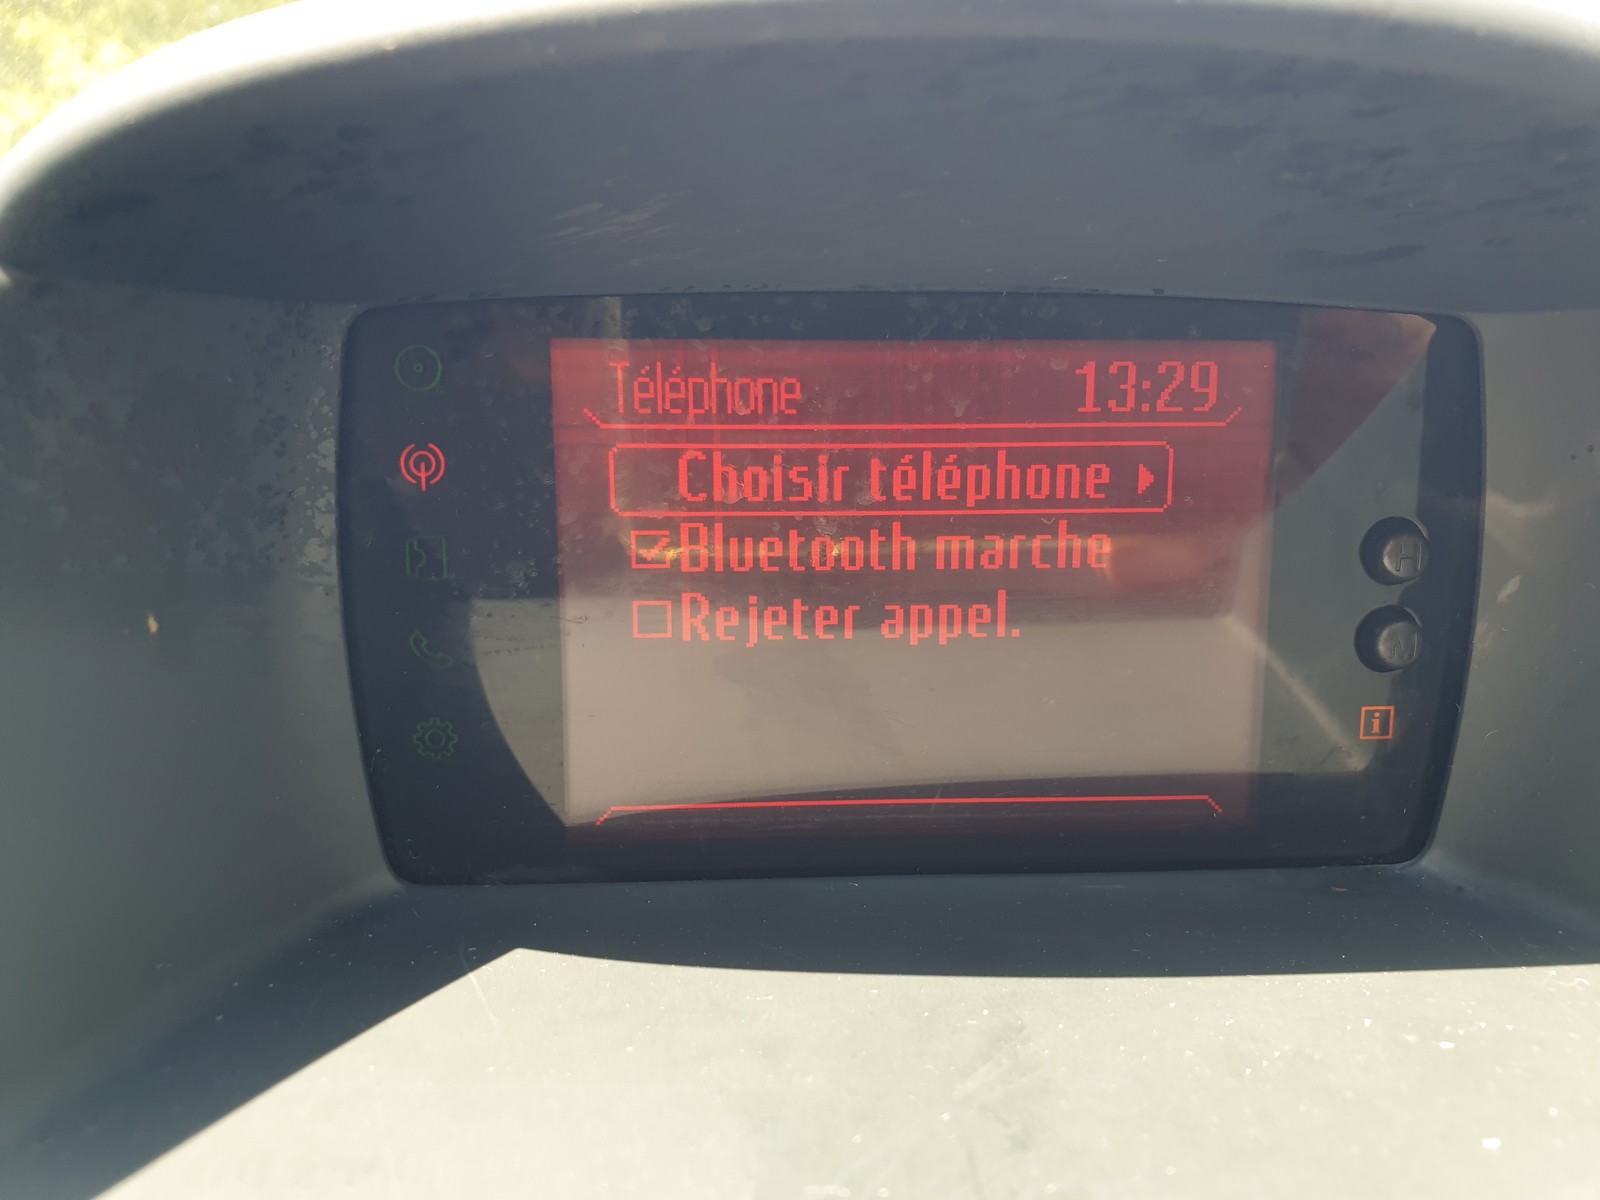 Téléphone 13:29
Choisir téléphone
Bluetooth marche
Rejeter appel.
H
M
i